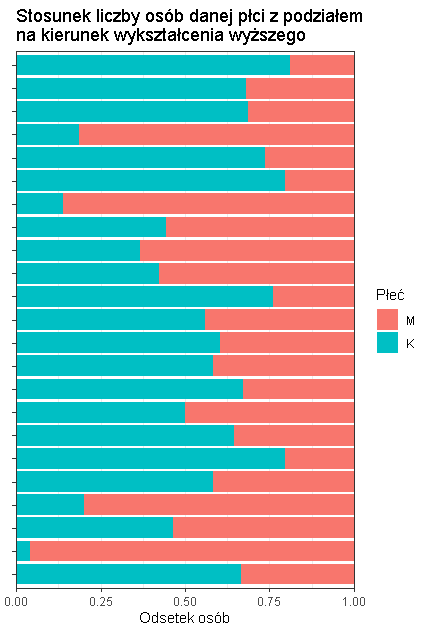 Stosunek liczby osób danej płci z podziałem
na kierunek wykształcenia wyższego
Płeć
M
K
0.00 0.25 0.50 0.75 1.00
Odsetek osób